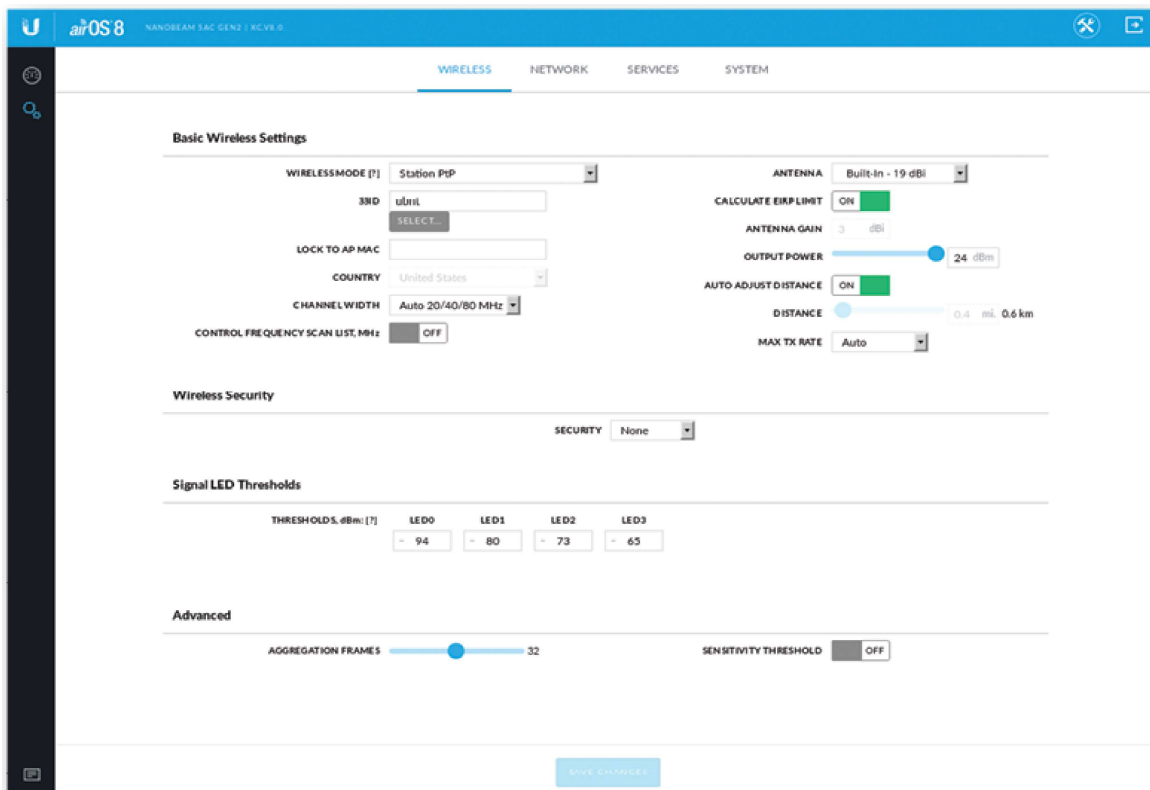 airOS 8 NANOBEAM 5AC GEN2 | XC.V8.0.
WIRELESS NETWORK SERVICES SYSTEM
Basic Wireless Settings
WIRELESS MODE [?] Station PtP
SSID ubnt
SELECT...
LOCK TO AP MAC
COUNTRY United States
CHANNEL WIDTH Auto 20/40/80 MHz
CONTROL FREQUENCY SCAN LIST, MHz OFF
ANTENNA Built-In - 19 dBi
CALCULATE EIRP LIMIT ON
ANTENNA GAIN 3 dBi
OUTPUT POWER 24 dBm
AUTO ADJUST DISTANCE ON
DISTANCE 0.4 mi. 0.6 km
MAX TX RATE Auto
Wireless Security
SECURITY None
Signal LED Thresholds
THRESHOLDS, dBm: [?] LED0 LED1 LED2 LED3
- 94 - 80 - 73 - 65
Advanced
AGGREGATION FRAMES 32
SENSITIVITY THRESHOLD OFF
SAVE CHANGES